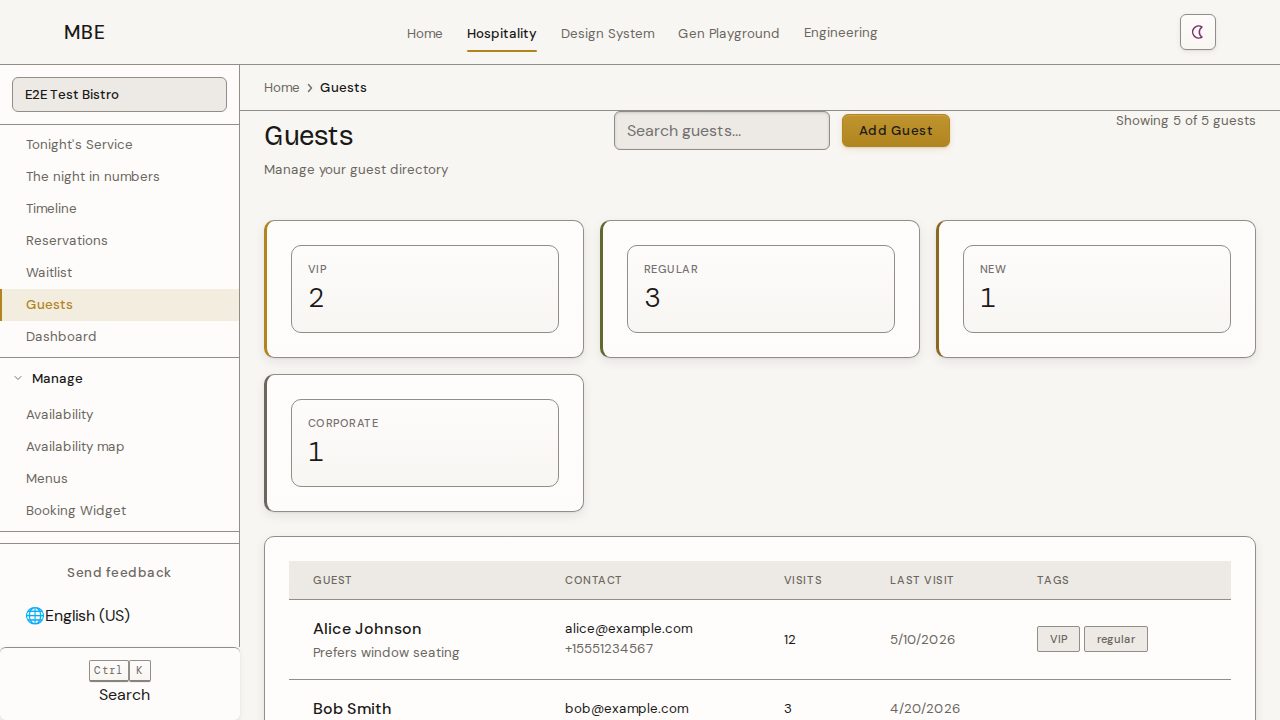 MBE
Home
Hospitality
Design System
Gen Playground
Engineering
E2E Test Bistro
Tonight's Service
The night in numbers
Timeline
Reservations
Waitlist
Guests
Dashboard
Manage
Availability
Availability map
Menus
Booking Widget
Send feedback
English (US)
Ctrl K
Search
Home > Guests
Guests
Manage your guest directory
Search guests...
Add Guest
Showing 5 of 5 guests
VIP
2
REGULAR
3
NEW
1
CORPORATE
1
GUEST CONTACT VISITS LAST VISIT TAGS
Alice Johnson
Prefers window seating
alice@example.com
+15551234567
12
5/10/2026
VIP
regular
Bob Smith
bob@example.com
3
4/20/2026